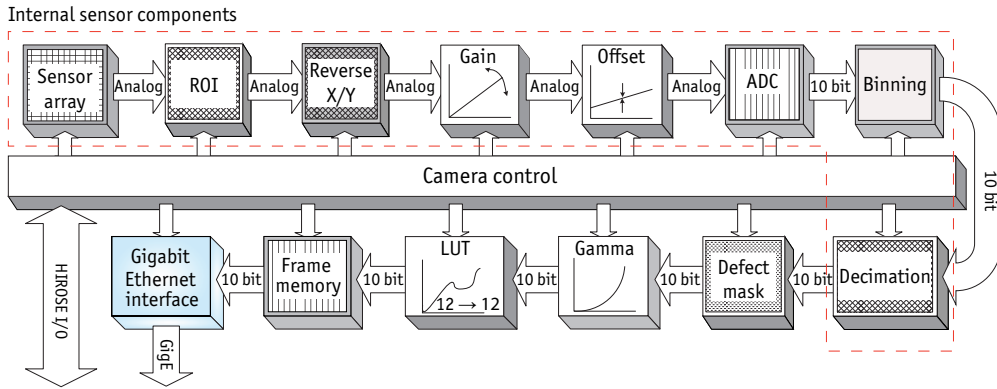 Internal sensor components
Sensor
array
Analog
ROI
Analog
Reverse
X/Y
Analog
Gain
Analog
Offset
Analog
ADC
10 bit
Binning
10 bit
Camera control
HIROSE I/O
Gigabit
Ethernet
interface
10 bit
Frame
memory
10 bit
LUT
12 → 12
10 bit
Gamma
10 bit
Defect
mask
10 bit
Decimation
GigE